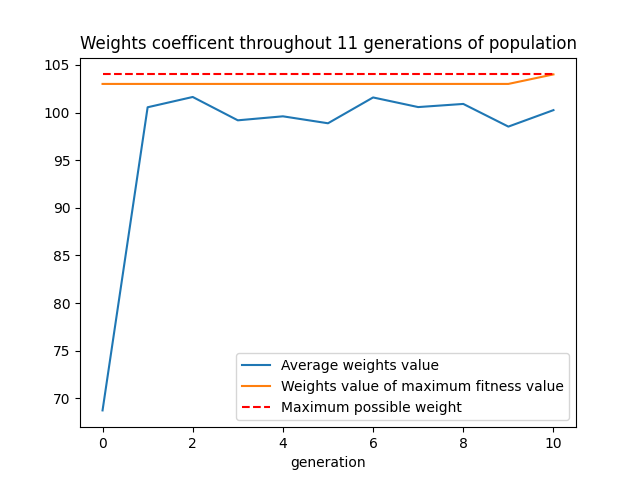 Weights coefficent throughout 11 generations of population
105
100
95
90
85
80
75
70
Average weights value
Weights value of maximum fitness value
Maximum possible weight
0 2 4 6 8 10
generation